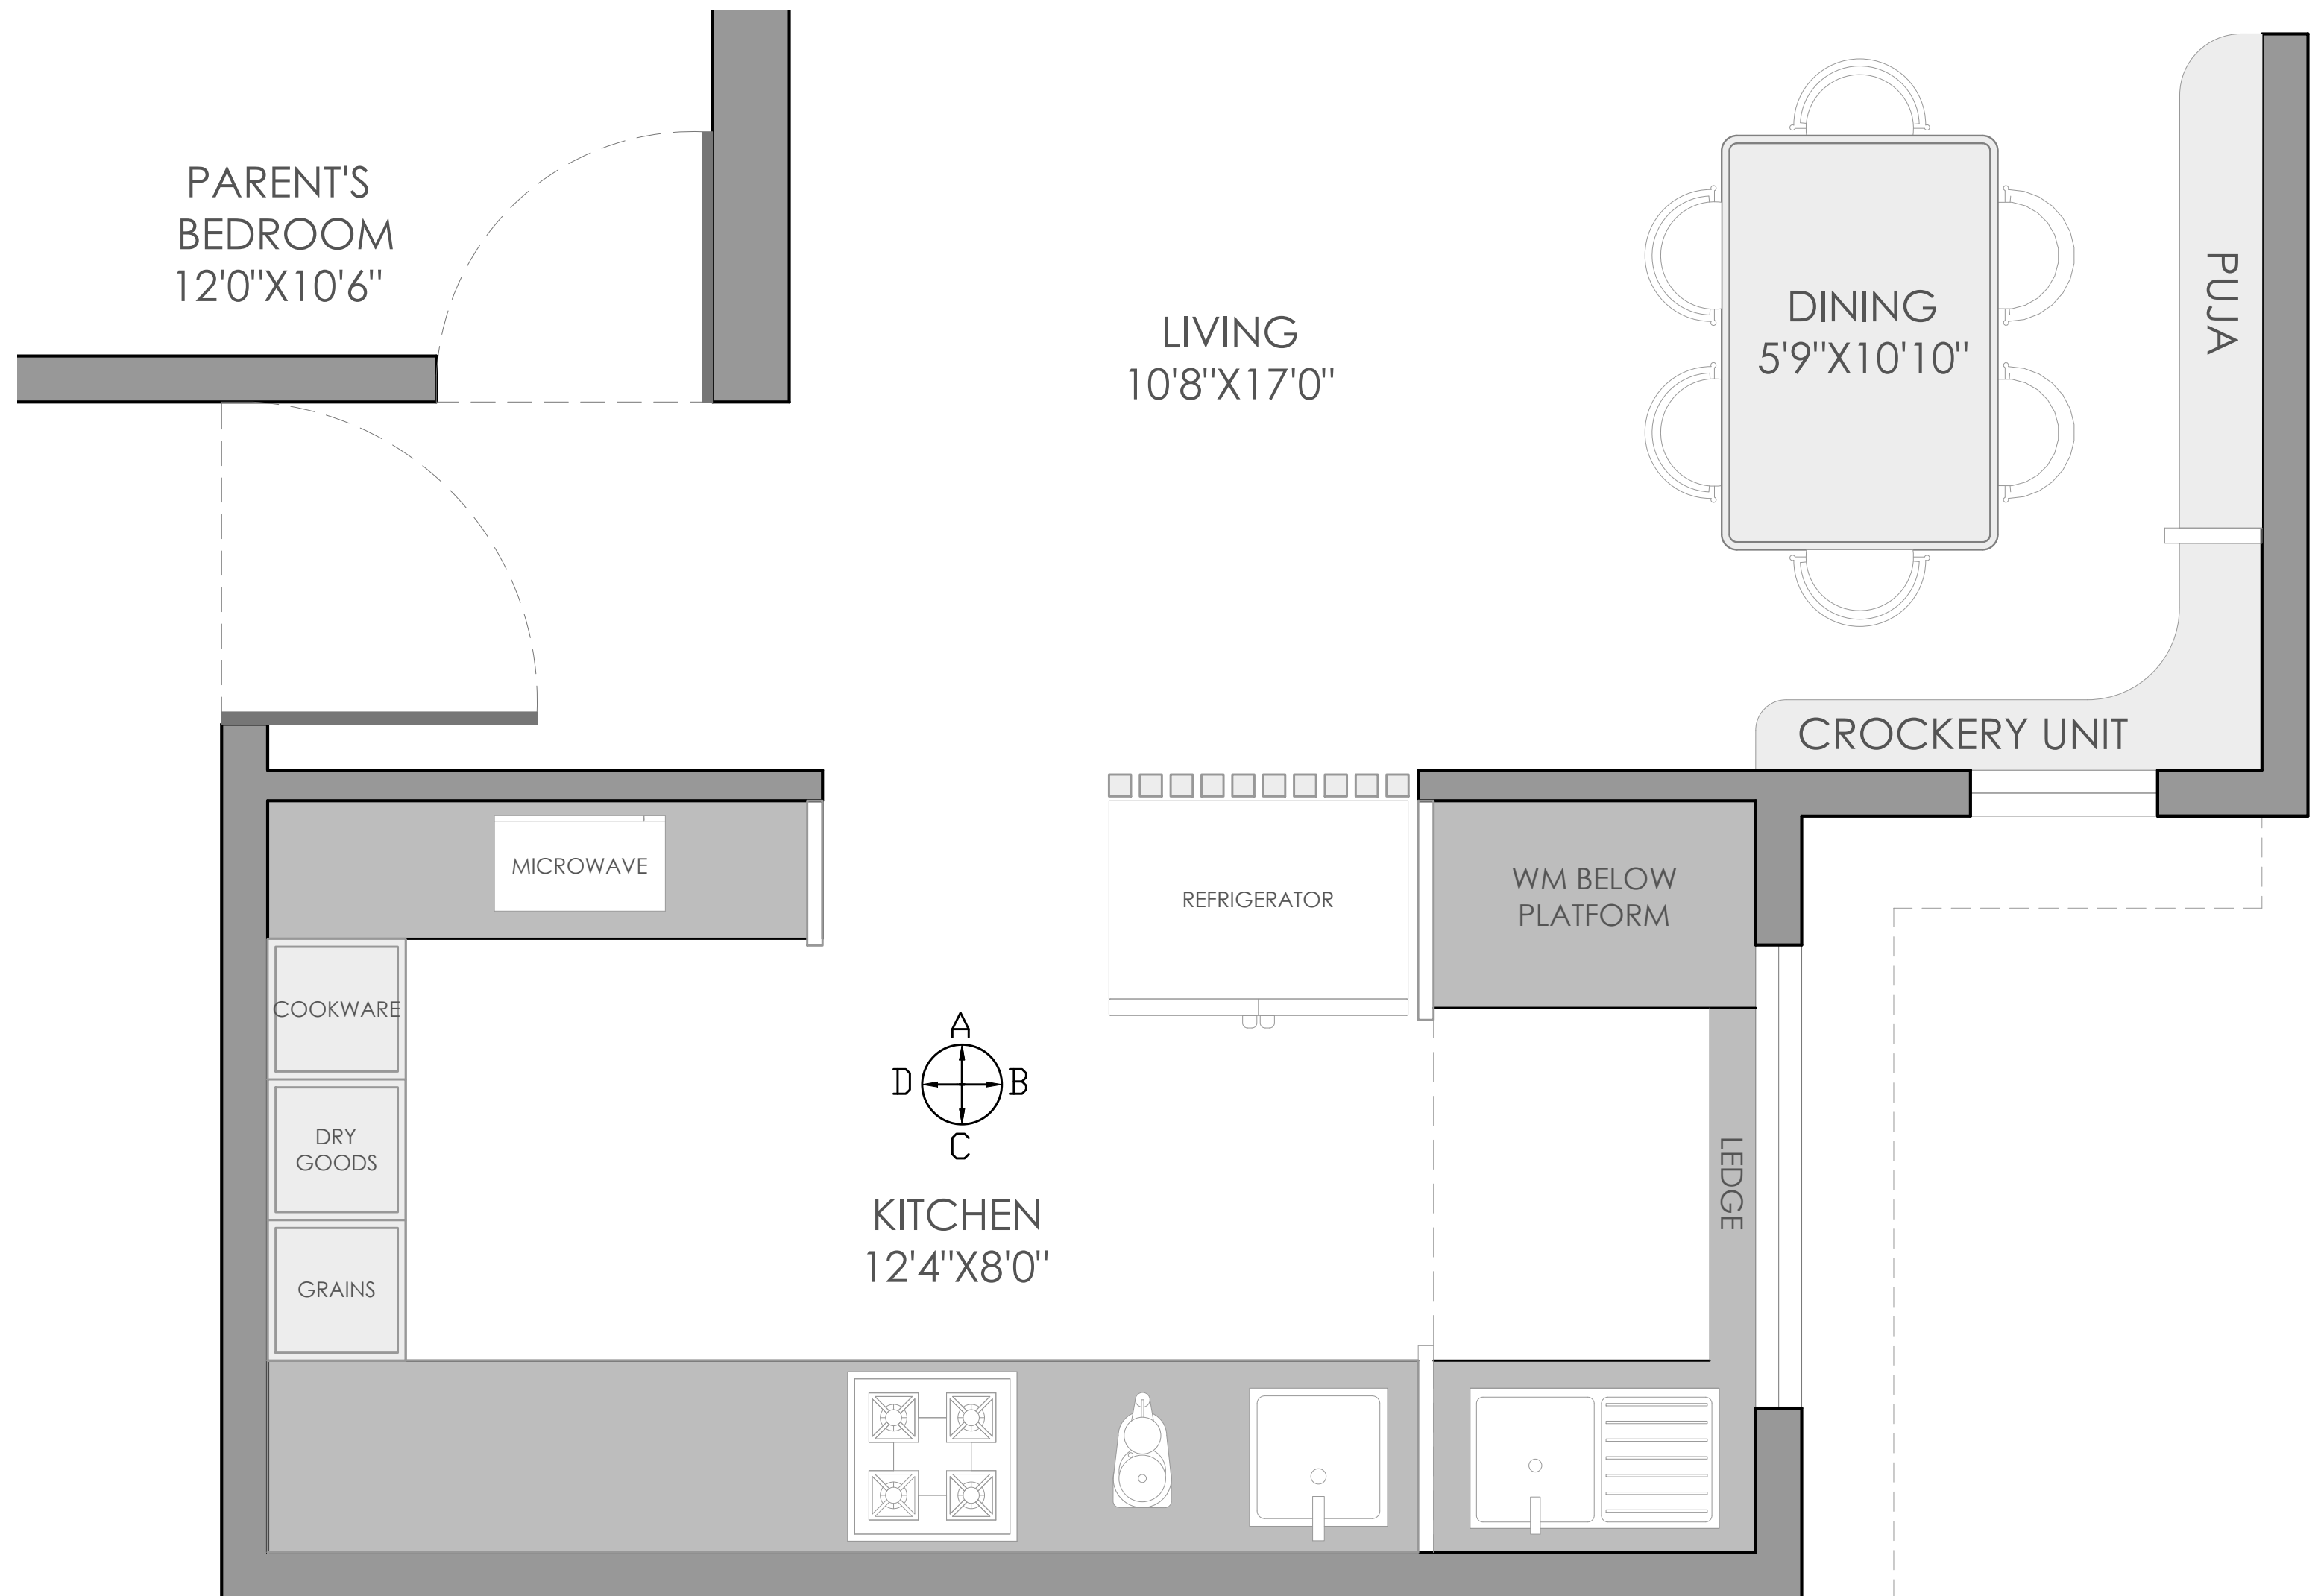 PARENT'S
BEDROOM
12'0"X10'6"
LIVING
10'8"X17'0"
DINING
5'9"X10'10"
PUJA
CROCKERY UNIT
MICROWAVE
REFRIGERATOR
WM BELOW
PLATFORM
COOKWARE
DRY
GOODS
GRAINS
A
D
B
C
KITCHEN
12'4"X8'0"
LEDGE